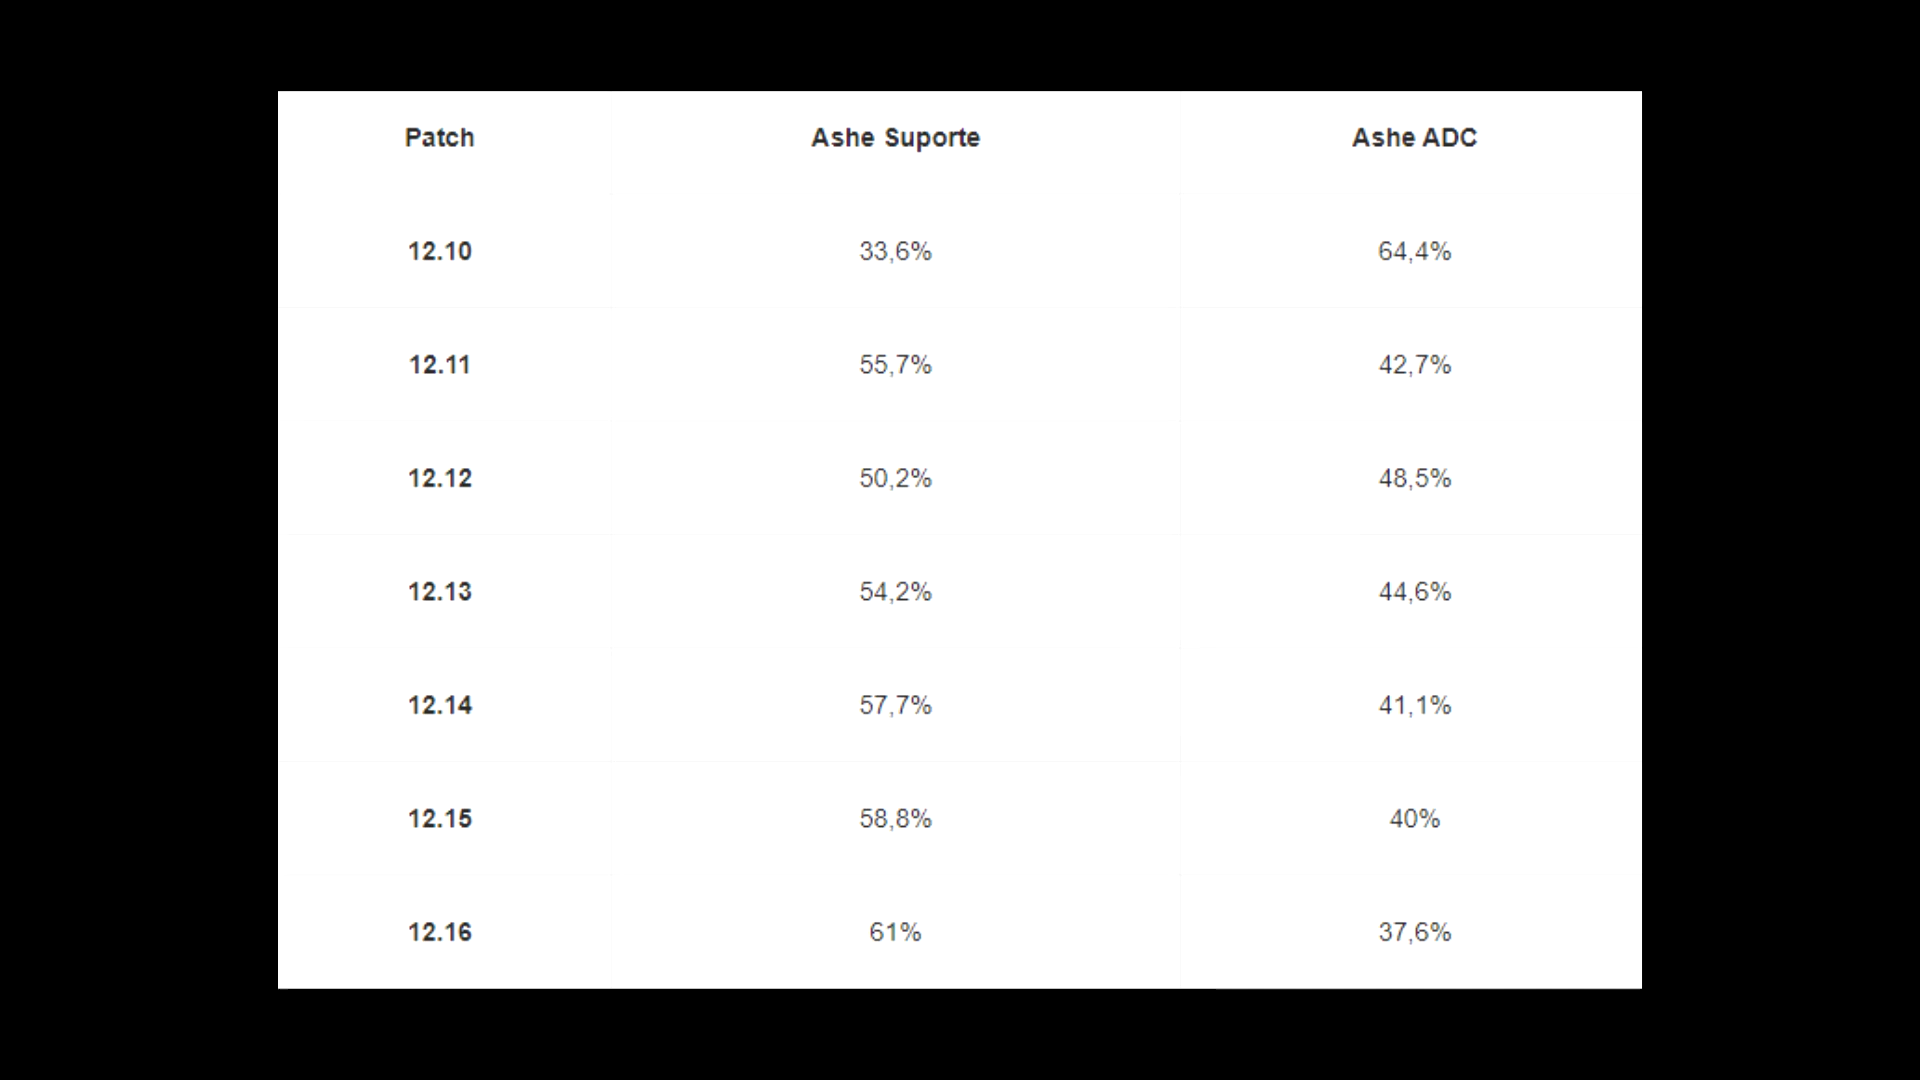 Patch Ashe Suporte Ashe ADC
12.10 33,6% 64,4%
12.11 55,7% 42,7%
12.12 50,2% 48,5%
12.13 54,2% 44,6%
12.14 57,7% 41,1%
12.15 58,8% 40%
12.16 61% 37,6%